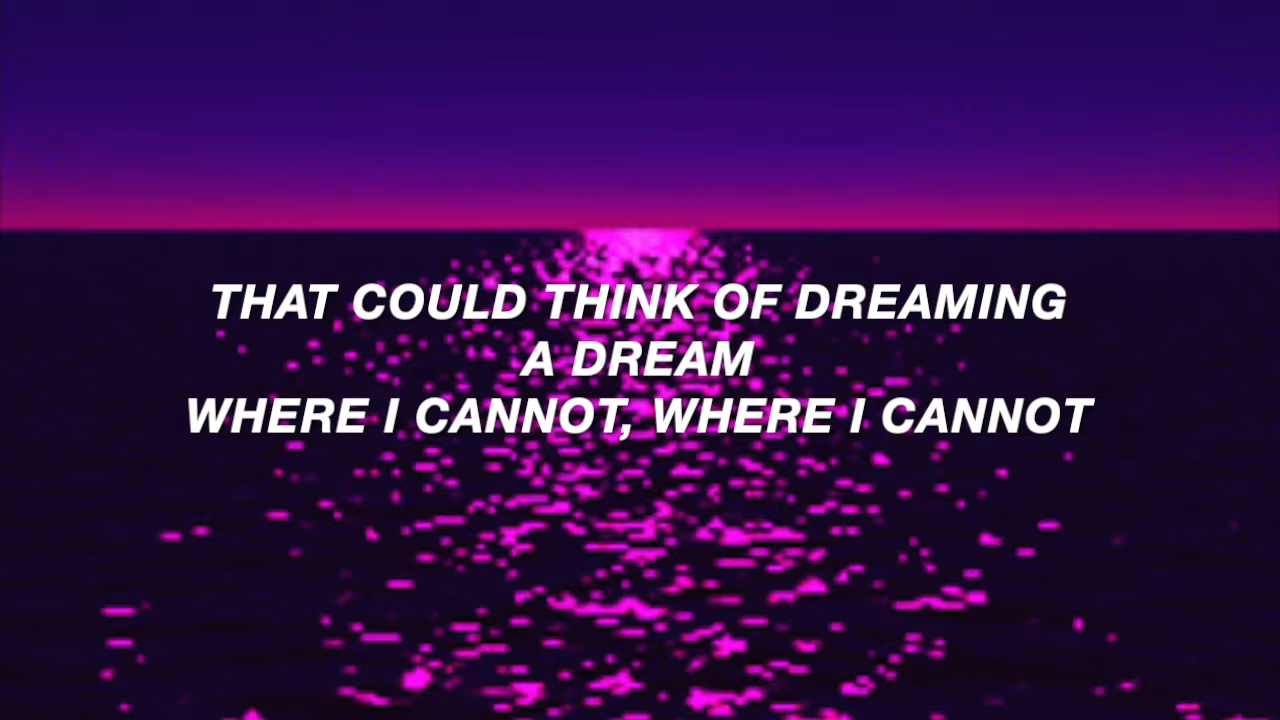 THAT COULD THINK OF DREAMING
A DREAM
WHERE I CANNOT, WHERE I CANNOT